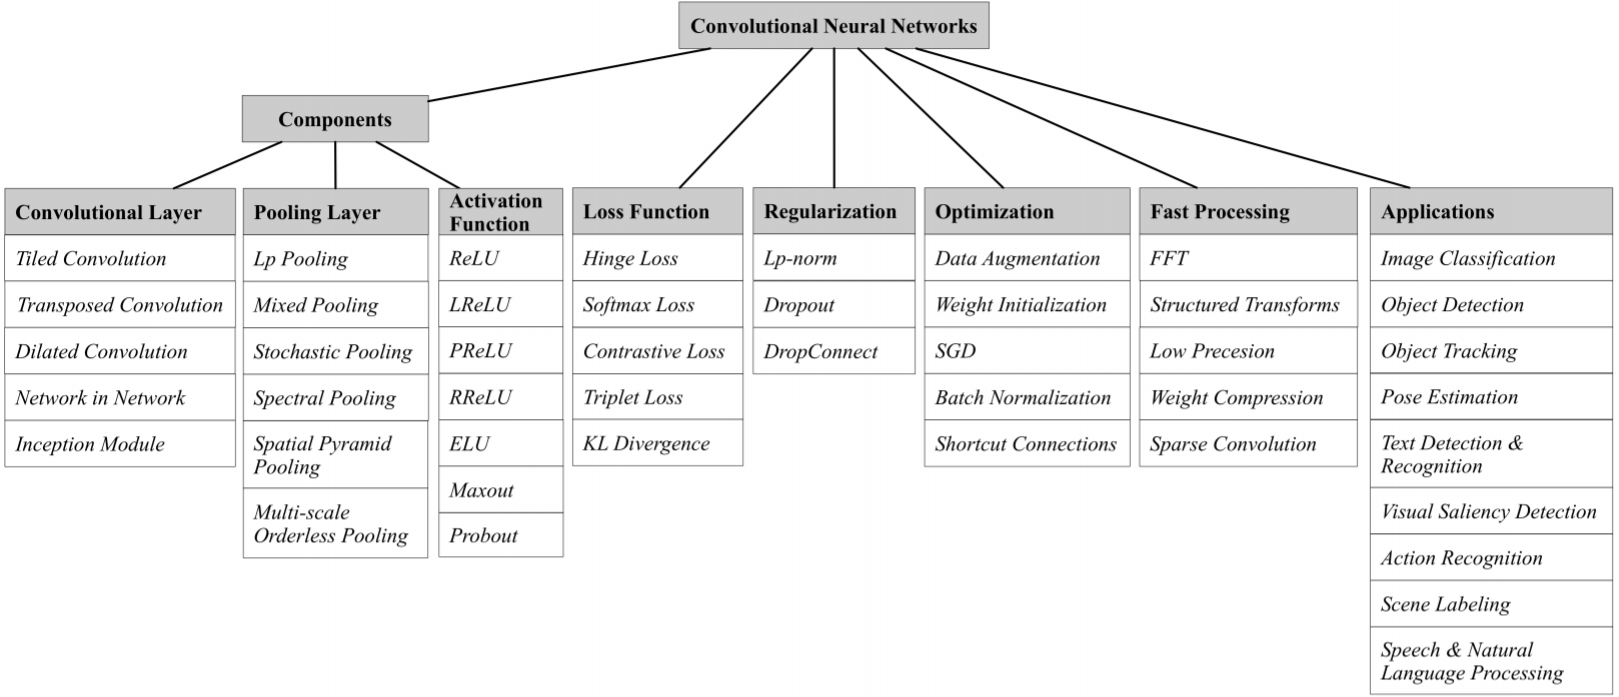 Convolutional Neural Networks
Components
Convolutional Layer
Tiled Convolution
Transposed Convolution
Dilated Convolution
Network in Network
Inception Module
Pooling Layer
Lp Pooling
Mixed Pooling
Stochastic Pooling
Spectral Pooling
Spatial Pyramid
Pooling
Multi-scale
Orderless Pooling
Activation
Function
ReLU
LReLU
PReLU
RReLU
ELU
Maxout
Probout
Loss Function
Hinge Loss
Softmax Loss
Contrastive Loss
Triplet Loss
KL Divergence
Regularization
Lp-norm
Dropout
DropConnect
Optimization
Data Augmentation
Weight Initialization
SGD
Batch Normalization
Shortcut Connections
Fast Processing
FFT
Structured Transforms
Low Precesion
Weight Compression
Sparse Convolution
Applications
Image Classification
Object Detection
Object Tracking
Pose Estimation
Text Detection &
Recognition
Visual Saliency Detection
Action Recognition
Scene Labeling
Speech & Natural
Language Processing